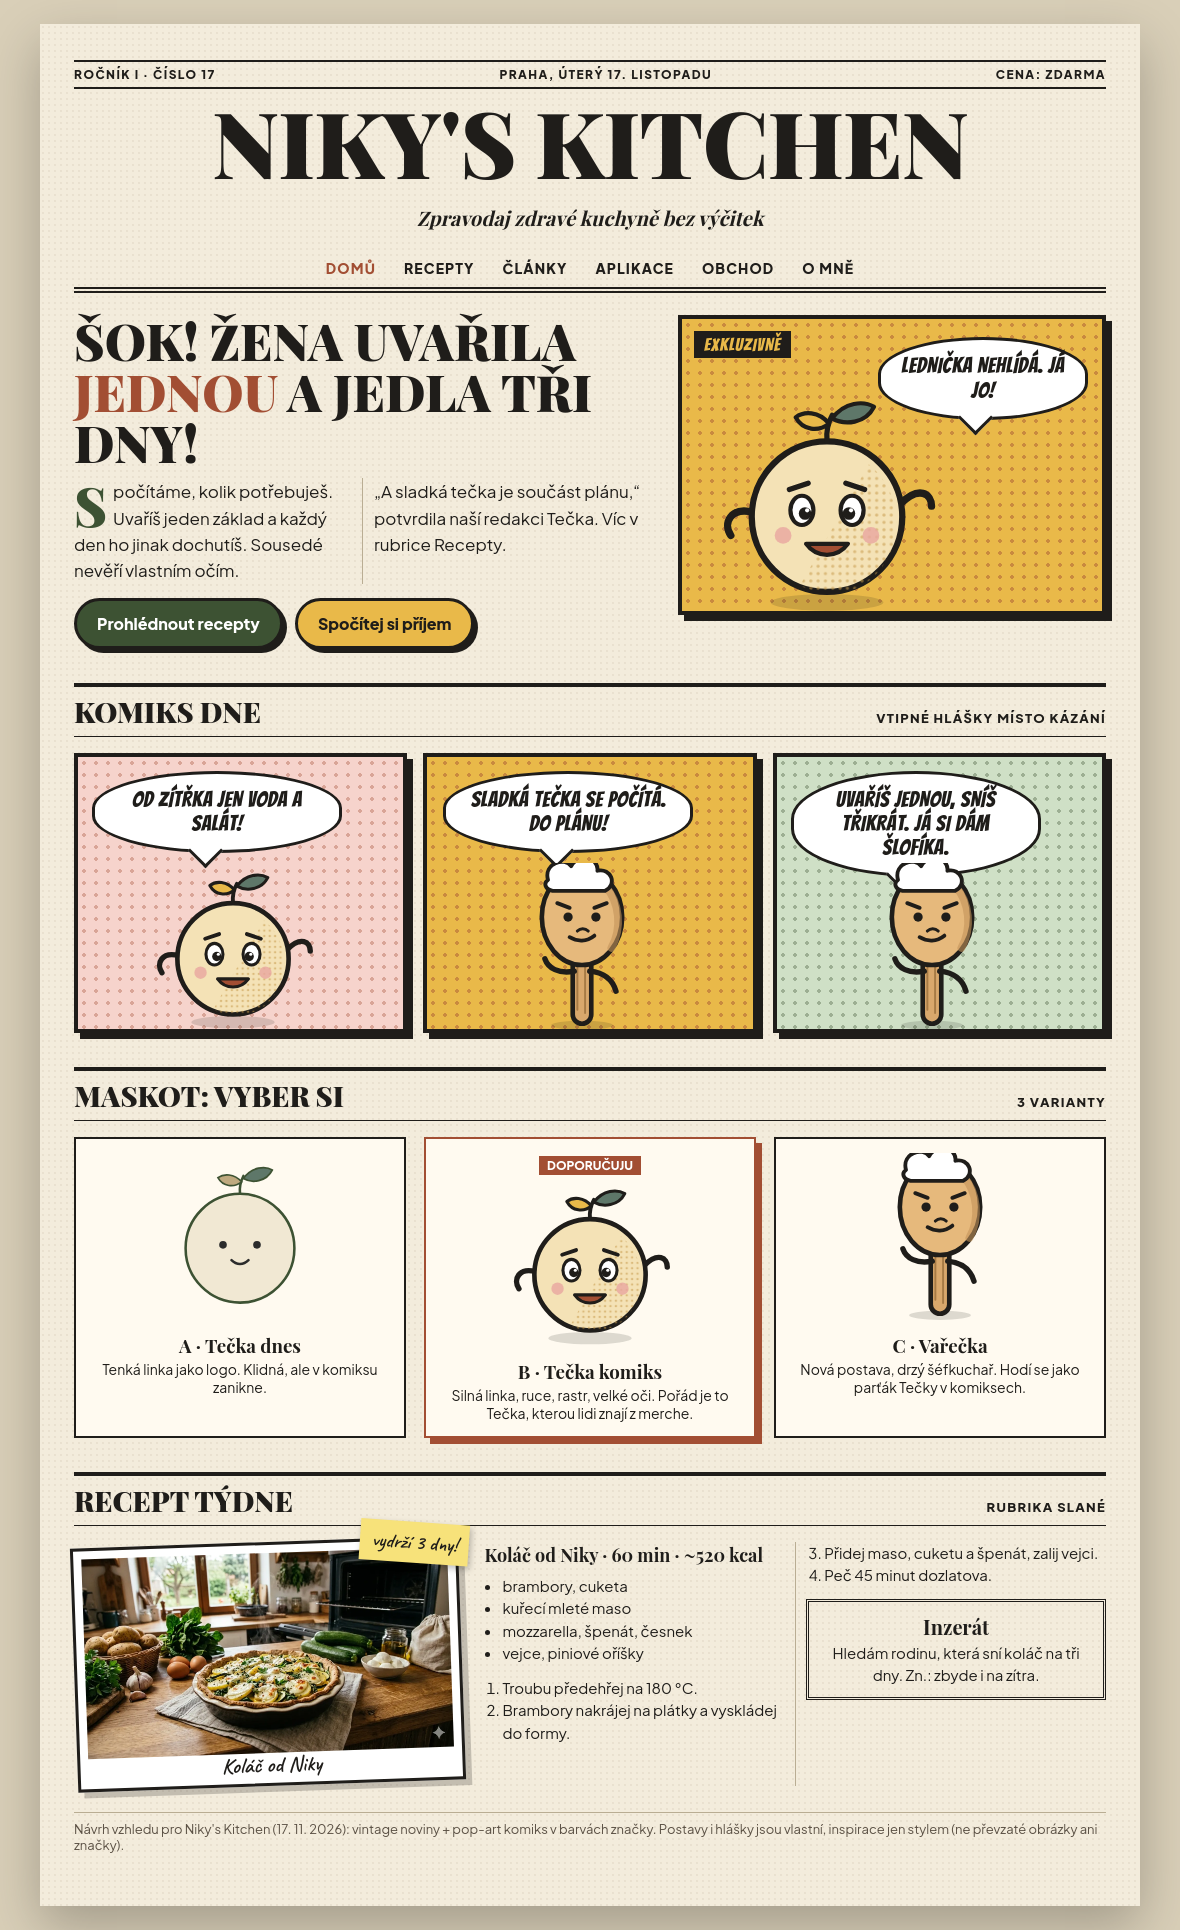 ROČNÍK I · ČÍSLO 17
PRAHA, ÚTERÝ 17. LISTOPADU
CENA: ZDARMA
NIKY'S KITCHEN
Zpravodaj zdravé kuchyně bez výčitek
DOMŮ RECEPTY ČLÁNKY APLIKACE OBCHOD O MNĚ
ŠOK! ŽENA UVAŘILA
JEDNOU A JEDLA TŘI
DNY!
Spočítáme, kolik potřebuješ.
Uvaříš jeden základ a každý
den ho jinak dochutíš. Sousedé
nevěří vlastním očím.
„A sladká tečka je součást plánu,“
potvrdila naší redakci Tečka. Víc v
rubrice Recepty.
Prohlédnout recepty
Spočítej si příjem
EXKLUZIVNĚ
LEDNIČKA NEHLÍDÁ. JÁ
JO!
KOMIKS DNE
VTIPNÉ HLÁŠKY MÍSTO KÁZÁNÍ
OD ZÍTŘKA JEN VODA A
SALÁT!
SLADKÁ TEČKA SE POČÍTÁ.
DO PLÁNU!
UVAŘÍŠ JEDNOU, SNÍŠ
TŘIKRÁT. JÁ SI DÁM
ŠLOFÍKA.
MASKOT: VYBER SI
3 VARIANTY
A · Tečka dnes
Tenká linka jako logo. Klidná, ale v komiksu
zanikne.
DOPORUČUJU
B · Tečka komiks
Silná linka, ruce, rastr, velké oči. Pořád je to
Tečka, kterou lidi znají z merche.
C · Vařečka
Nová postava, drzý šéfkuchař. Hodí se jako
parťák Tečky v komiksech.
RECEPT TÝDNE
RUBRIKA SLANÉ
vydrží 3 dny!
Koláč od Niky
Koláč od Niky · 60 min · ~520 kcal
• brambory, cuketa
• kuřecí mleté maso
• mozzarella, špenát, česnek
• vejce, piniové oříšky
1. Troubu předehřej na 180 °C.
2. Brambory nakrájej na plátky a vyskládej
do formy.
3. Přidej maso, cuketu a špenát, zalij vejci.
4. Peč 45 minut dozlatova.
Inzerát
Hledám rodinu, která sní koláč na tři
dny. Zn.: zbyde i na zítra.
Návrh vzhledu pro Niky's Kitchen (17. 11. 2026): vintage noviny + pop-art komiks v barvách značky. Postavy i hlášky jsou vlastní, inspirace jen stylem (ne převzaté obrázky ani
značky).